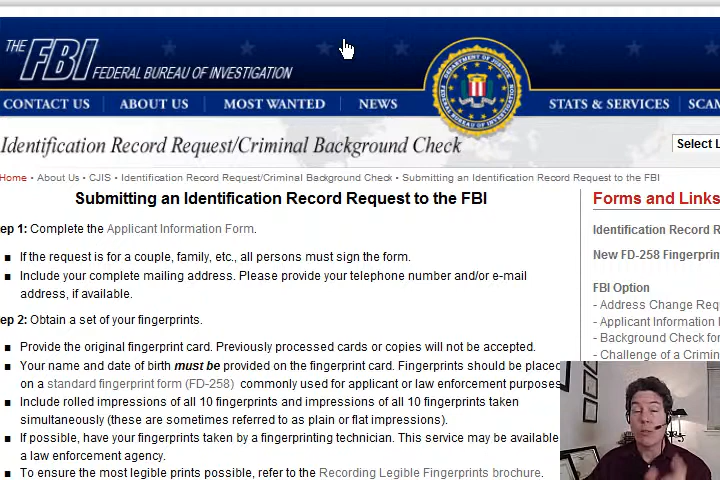 THE FBI FEDERAL BUREAU OF INVESTIGATION
DEPARTMENT OF JUSTICE
FEDERAL BUREAU OF INVESTIGATION
CONTACT US ABOUT US MOST WANTED NEWS STATS & SERVICES SCAM
Identification Record Request/Criminal Background Check
Select L
Home • About Us • CJIS • Identification Record Request/Criminal Background Check • Submitting an Identification Record Request to the FBI
Submitting an Identification Record Request to the FBI
Forms and Links
ep 1: Complete the Applicant Information Form.
Identification Record R
■ If the request is for a couple, family, etc., all persons must sign the form.
New FD-258 Fingerprin
■ Include your complete mailing address. Please provide your telephone number and/or e-mail
address, if available.
FBI Option
- Address Change Req
ep 2: Obtain a set of your fingerprints.
- Applicant Information
- Background Check for
■ Provide the original fingerprint card. Previously processed cards or copies will not be accepted.
- Challenge of a Crimin
■ Your name and date of birth must be provided on the fingerprint card. Fingerprints should be placed
on a standard fingerprint form (FD-258) commonly used for applicant or law enforcement purposes
■ Include rolled impressions of all 10 fingerprints and impressions of all 10 fingerprints taken
simultaneously (these are sometimes referred to as plain or flat impressions).
■ If possible, have your fingerprints taken by a fingerprinting technician. This service may be available
a law enforcement agency.
■ To ensure the most legible prints possible, refer to the Recording Legible Fingerprints brochure.